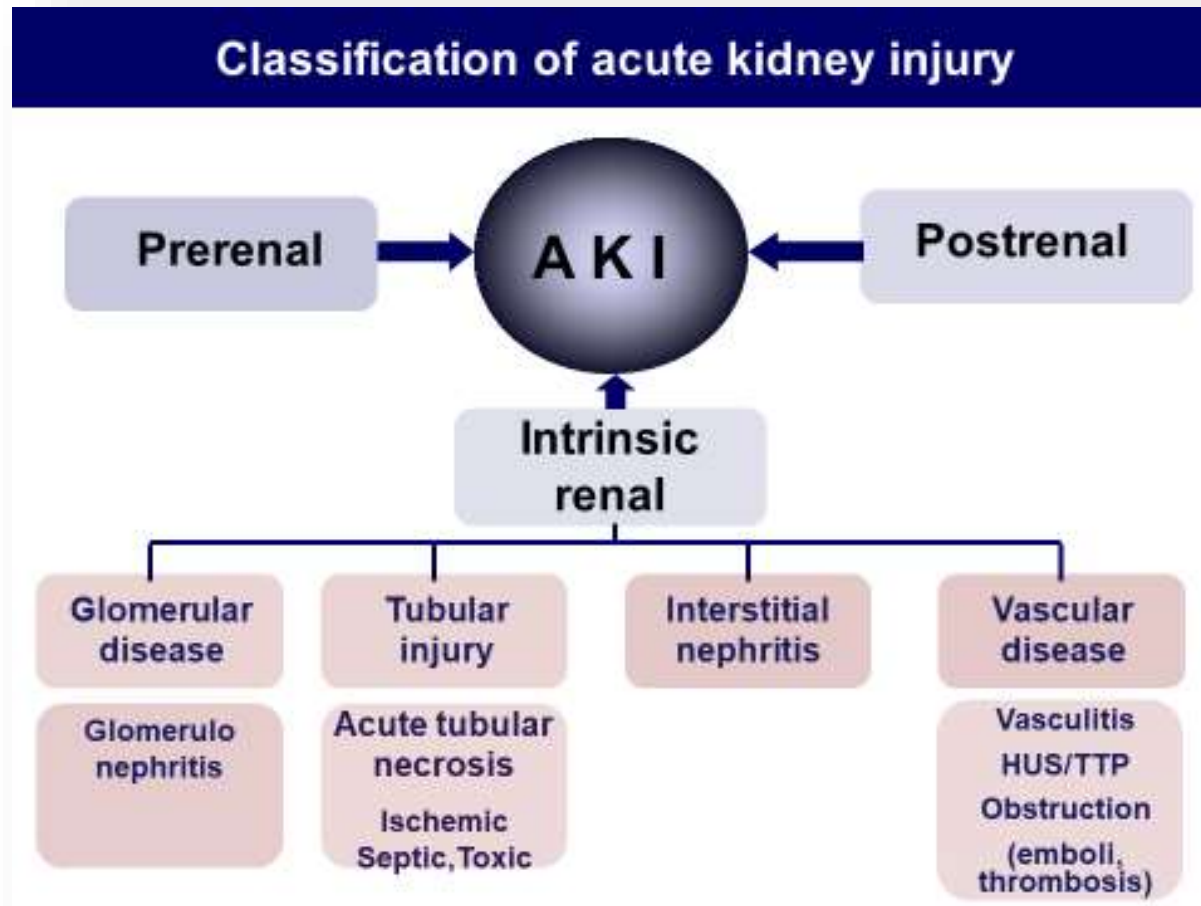 Classification of acute kidney injury
Prerenal
A K I
Postrenal
Intrinsic
renal
Glomerular
disease
Tubular
injury
Interstitial
nephritis
Vascular
disease
Glomerulo
nephritis
Acute tubular
necrosis
Ischemic
Septic,Toxic
Vasculitis
HUS/TTP
Obstruction
(emboli,
thrombosis)